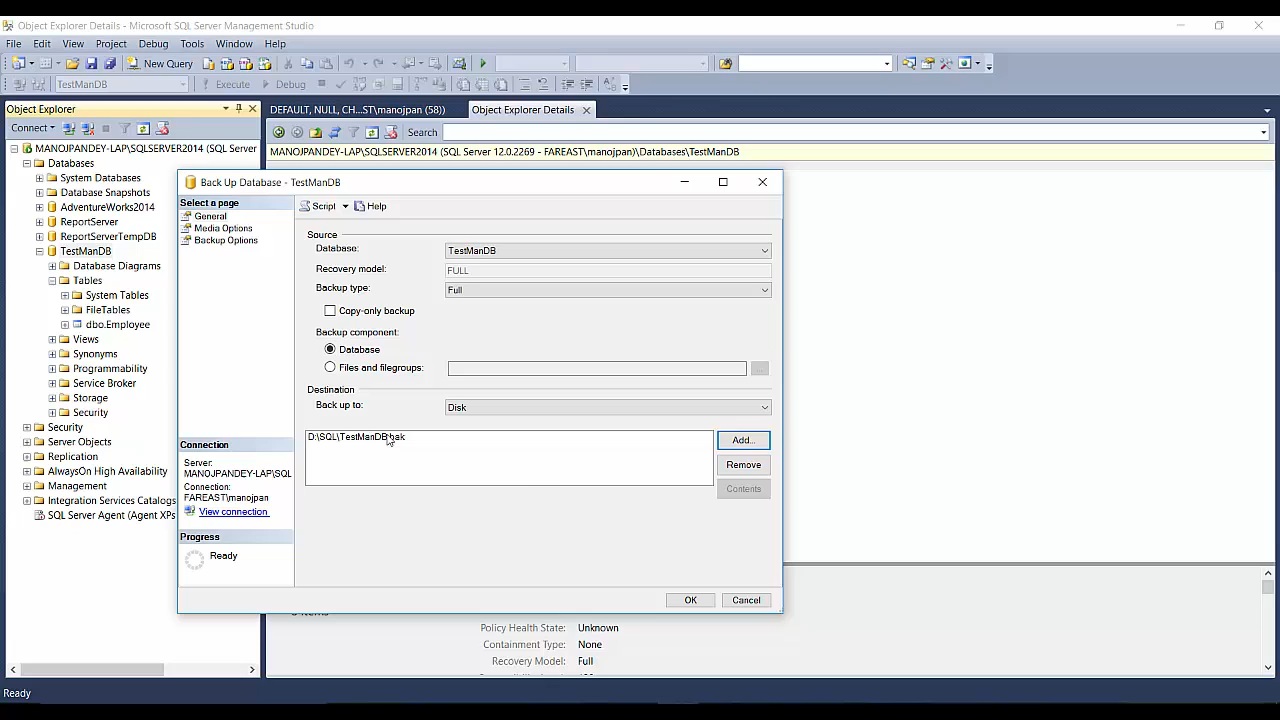 Object Explorer Details - Microsoft SQL Server Management Studio
File Edit View Project Debug Tools Window Help
New Query
TestManDB Execute Debug
Object Explorer
DEFAULT, NULL, CH...ST\manojpan (58))
Object Explorer Details
Connect
Search
MANOJPANDEY-LAP\SQLSERVER2014 (SQL Server
MANOJPANDEY-LAP\SQLSERVER2014 (SQL Server 12.0.2269 - FAREAST\manojpan)\Databases\TestManDB
Databases
System Databases
Database Snapshots
AdventureWorks2014
ReportServer
ReportServerTempDB
TestManDB
Database Diagrams
Tables
System Tables
FileTables
dbo.Employee
Views
Synonyms
Programmability
Service Broker
Storage
Security
Security
Server Objects
Replication
AlwaysOn High Availability
Management
Integration Services Catalogs
SQL Server Agent (Agent XPs
Back Up Database - TestManDB
Select a page
General
Media Options
Backup Options
Script Help
Source
Database: TestManDB
Recovery model: FULL
Backup type: Full
Copy-only backup
Backup component:
Database
Files and filegroups: ...
Destination
Back up to: Disk
D:\SQL\TestManDB.bak
Add...
Remove
Contents
Connection
Server:
MANOJPANDEY-LAP\SQL
Connection:
FAREAST\manojpan
View connection
Progress
Ready
OK Cancel
Policy Health State: Unknown
Containment Type: None
Recovery Model: Full
Ready